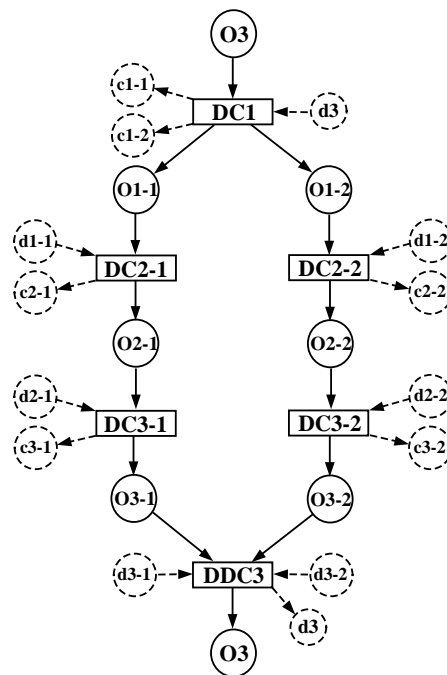 O3
c1-1
DC1
d3
c1-2
O1-1
O1-2
d1-1
d1-2
DC2-1
DC2-2
c2-1
c2-2
O2-1
O2-2
d2-1
d2-2
DC3-1
DC3-2
c3-1
c3-2
O3-1
O3-2
d3-1
DDC3
d3-2
d3
O3